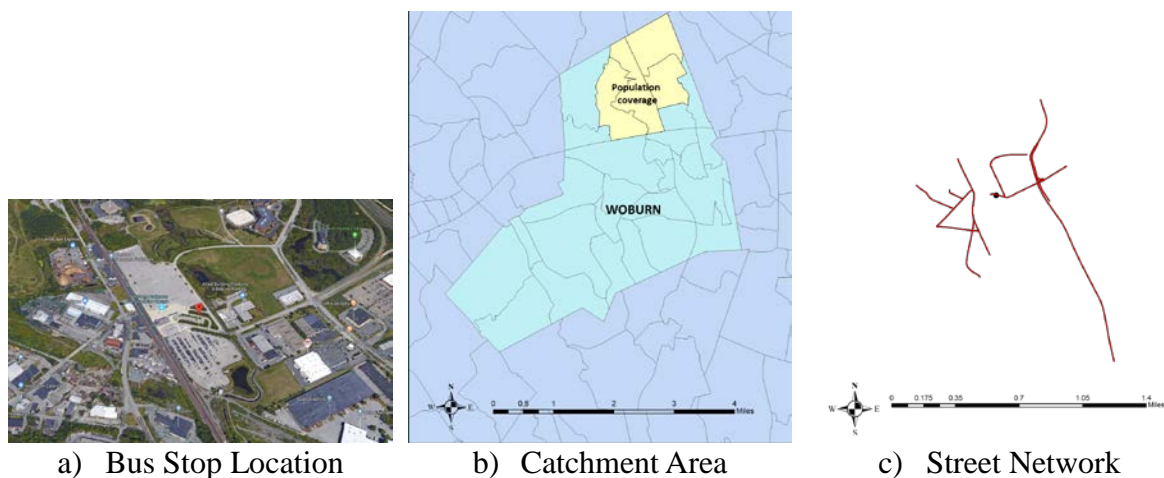 Population
coverage
WOBURN
N
W E
S
0 0.5 1 2 3 4
Miles
N
W E
S
0 0.175 0.35 0.7 1.05 1.4
Miles
a) Bus Stop Location
b) Catchment Area
c) Street Network